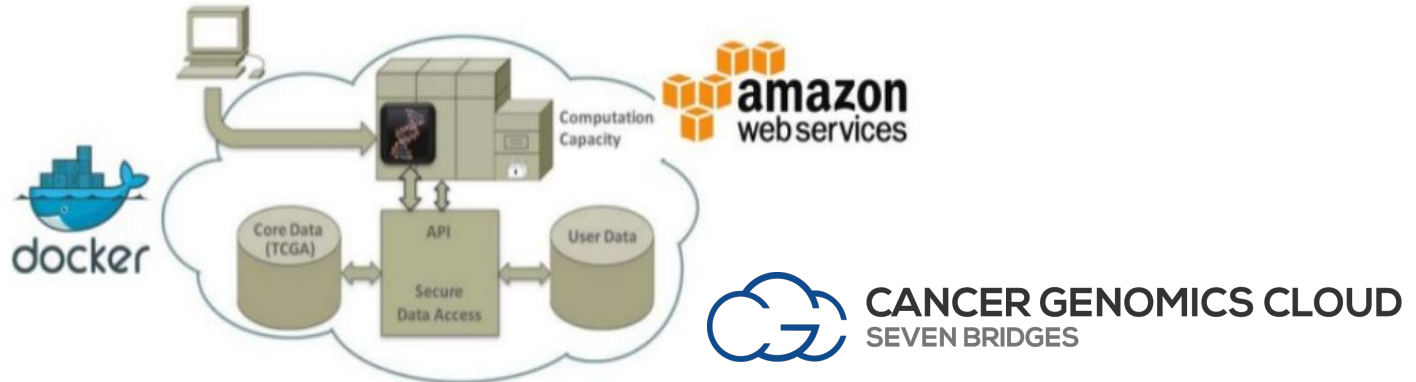 amazon
web services
Computation
Capacity
docker
Core Data
(TCGA)
API
User Data
Secure
Data Access
CANCER GENOMICS CLOUD
SEVEN BRIDGES